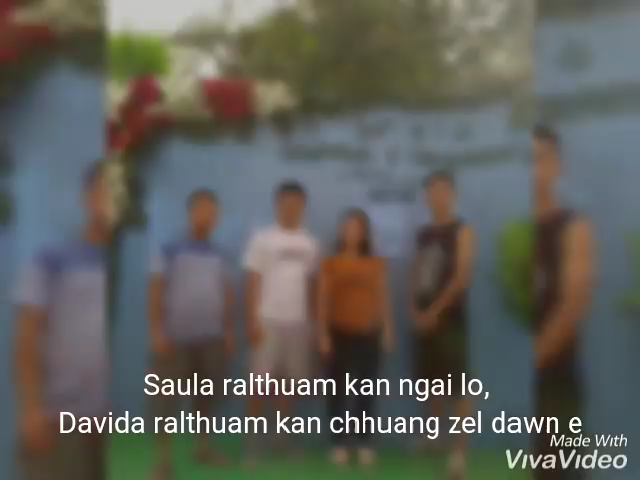 Saula ralthuam kan ngai lo,
Davida ralthuam kan chhuang zel dawn e
Made With
VivaVideo